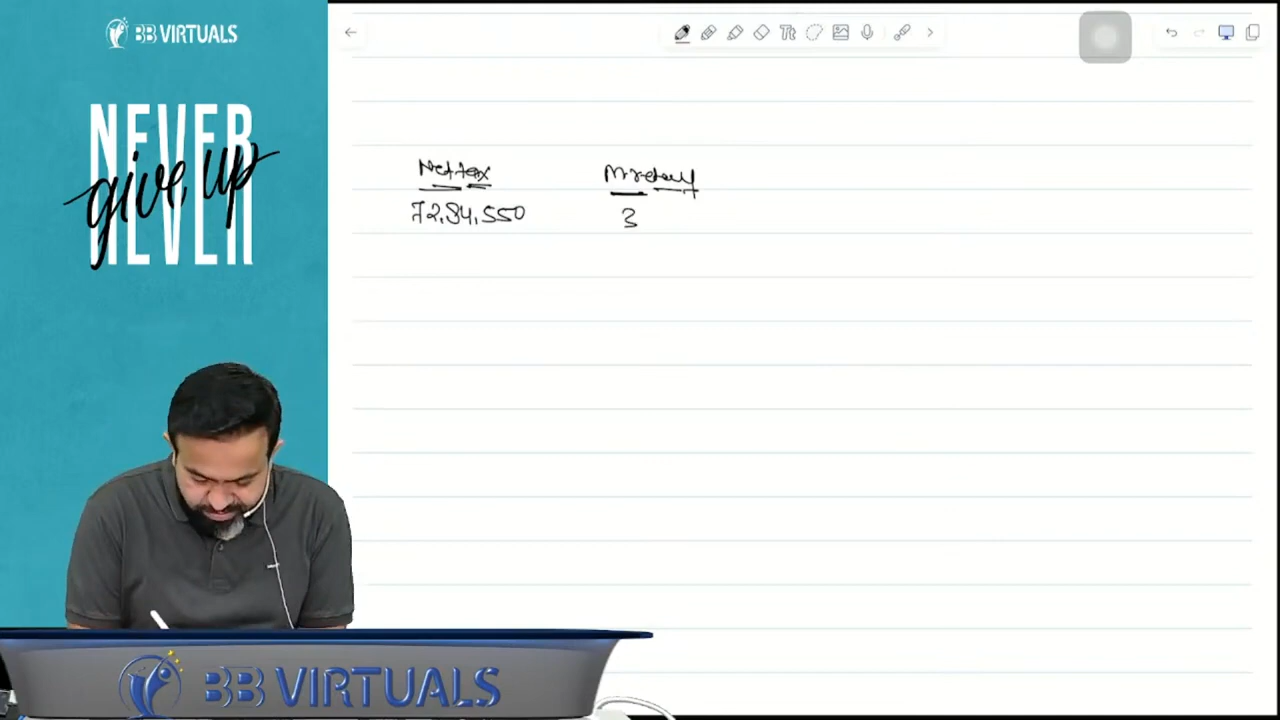 BB VIRTUALS
NEVER
give up
NEVER
Net tax
72,84,550
3
BB VIRTUALS